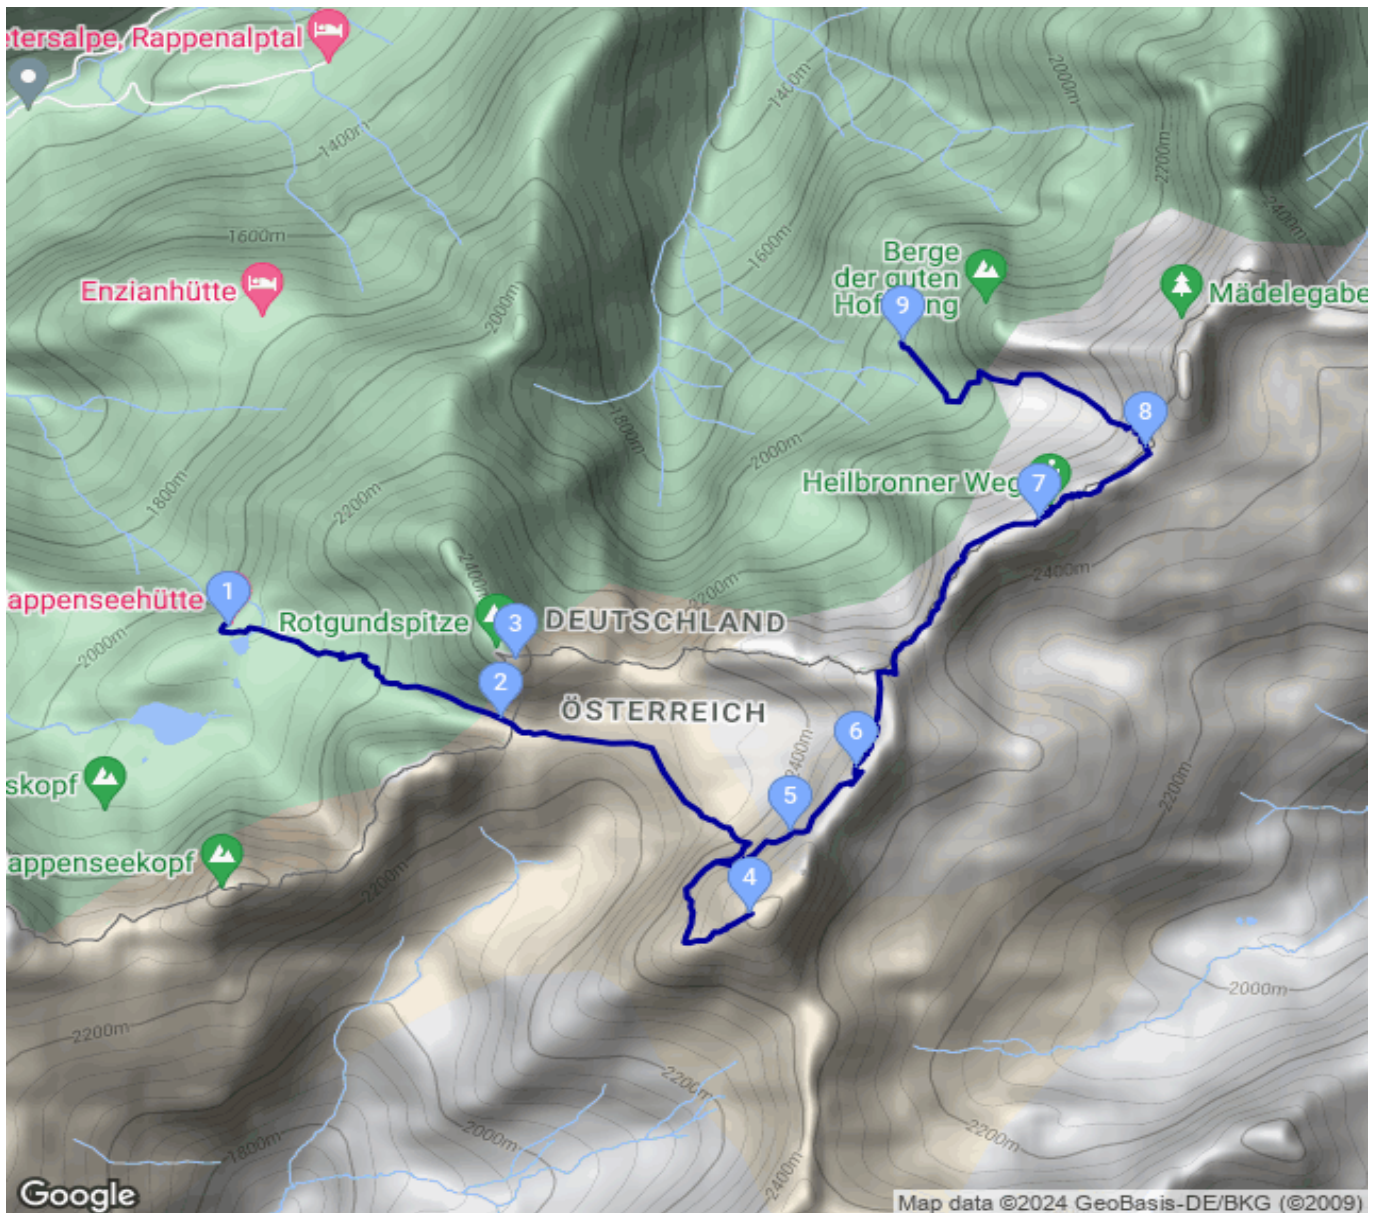 etersalpe, Rappenalptal
1400m
1400m
2000m
2200m
2400m
1600m
1600m
Berge
der guten
Hoffnung
9
Enzianhütte
Mädelegabe
2000m
1800m
2000m
8
1800m
2200m
Heilbronner Weg
7
2400m
2400m
2200m
1
appenseehütte
Rotgundspitze
3
DEUTSCHLAND
2000m
2
ÖSTERREICH
6
2400m
skopf
5
2200m
appenseekopf
4
2200m
2000m
2200m
2200m
2000m
1800m
2200m
2400m
Google
Map data ©2024 GeoBasis-DE/BKG (©2009)